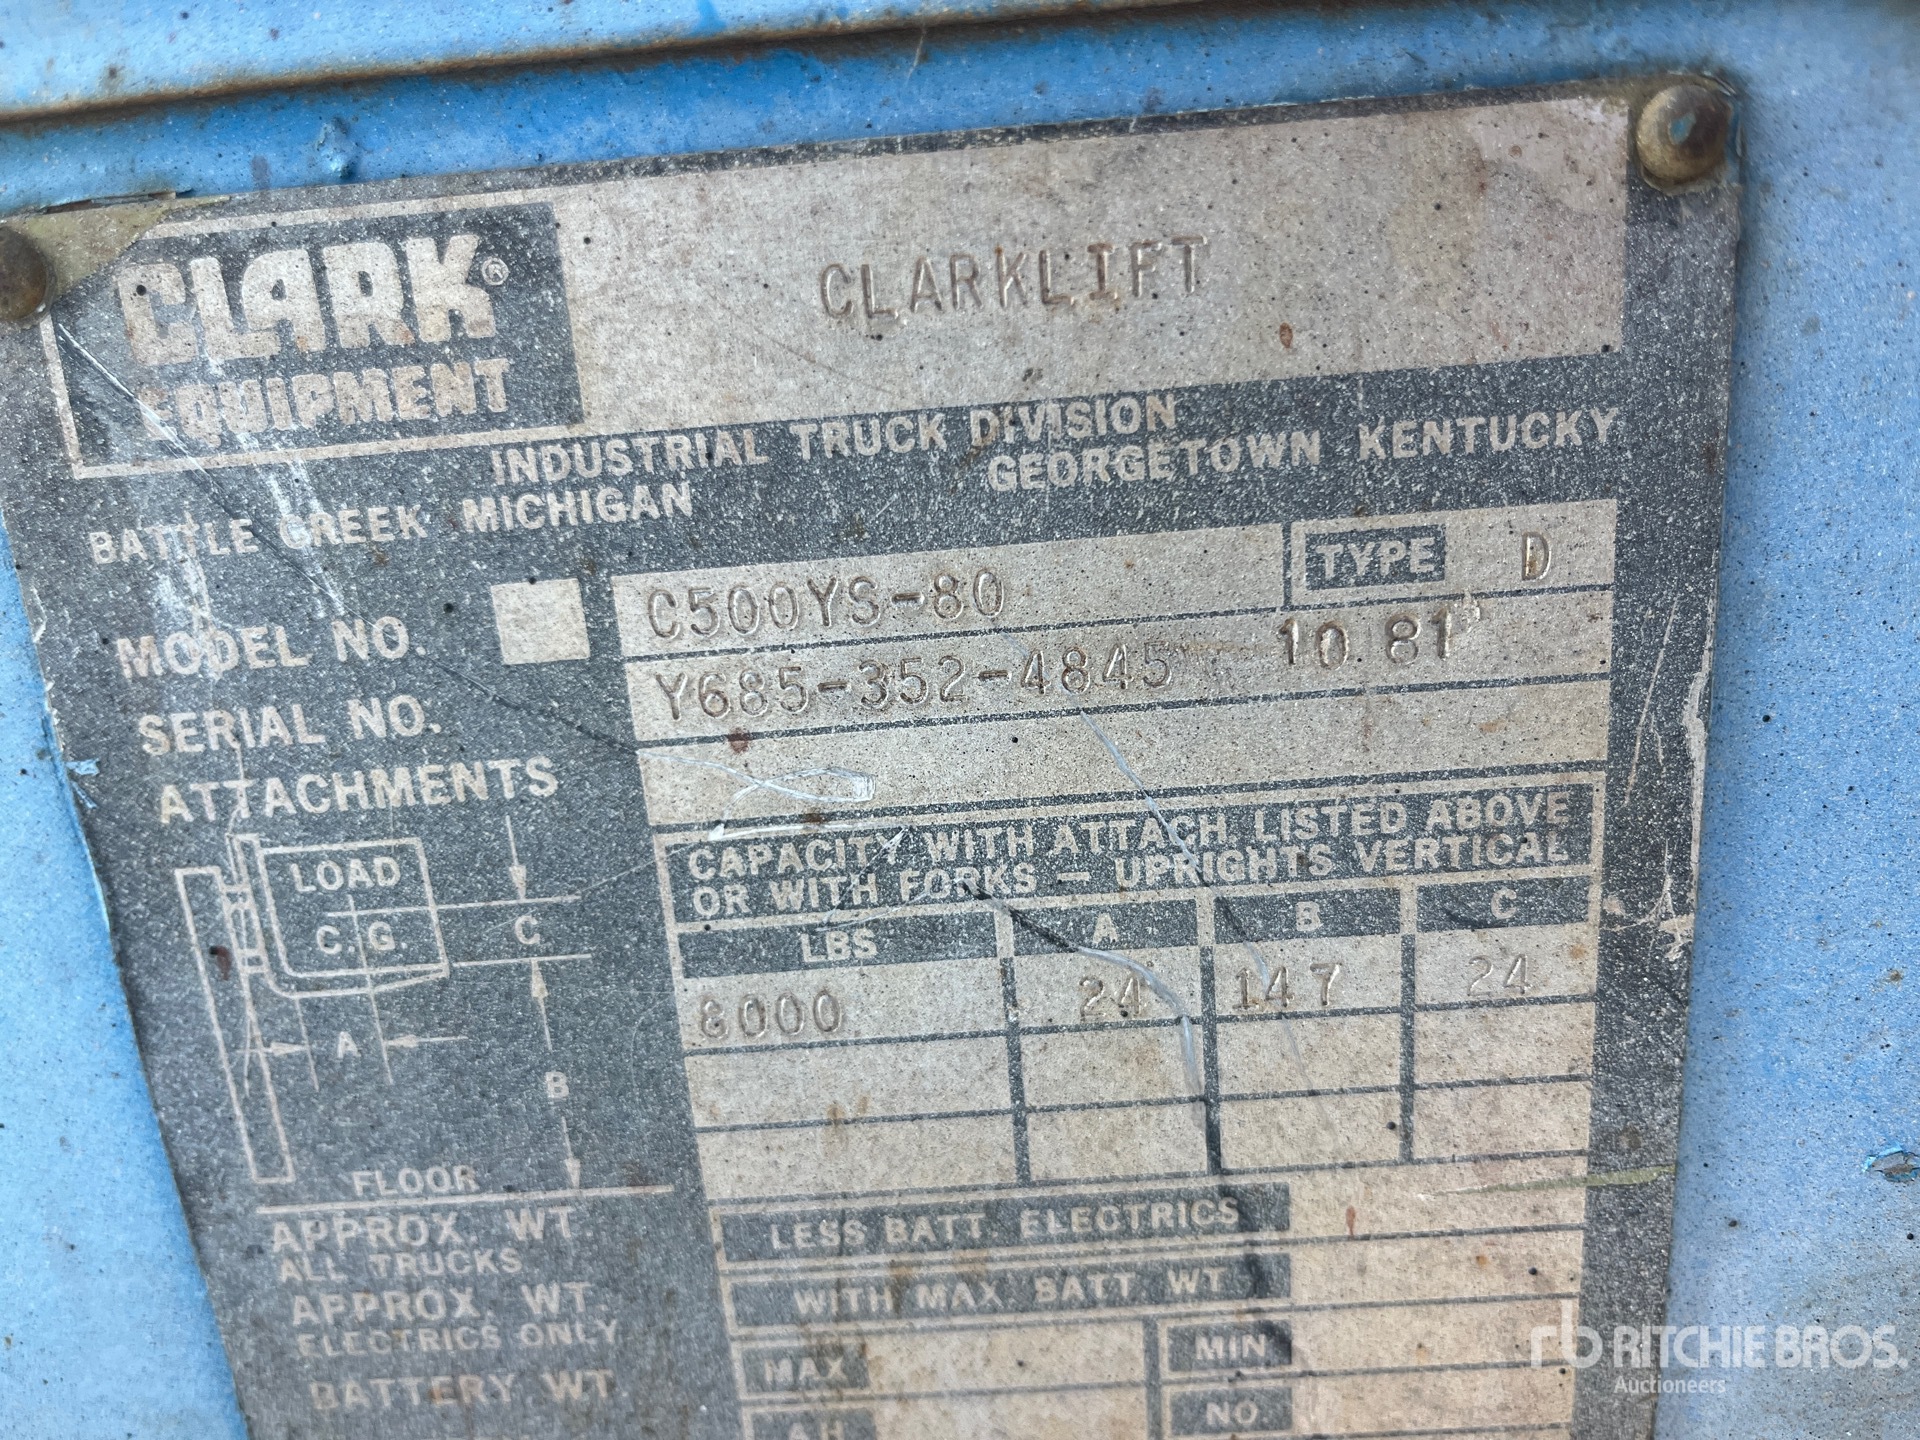 CLARK®
EQUIPMENT
CLARKLIFT
INDUSTRIAL TRUCK DIVISION
BATTLE CREEK MICHIGAN
GEORGETOWN KENTUCKY
MODEL NO. C500YS-80 TYPE D
SERIAL NO. Y685-352-4845 10 81
ATTACHMENTS
CAPACITY WITH ATTACH. LISTED ABOVE
OR WITH FORKS - UPRIGHTS VERTICAL
LBS A B C
8000 24 147 24
LOAD
C.G.
C
A
B
FLOOR
APPROX. WT.
ALL TRUCKS
LESS BATT. ELECTRICS
APPROX. WT.
ELECTRICS ONLY
WITH MAX. BATT. WT.
BATTERY WT.
MAX MIN
AH NO.
RITCHIE BROS.
Auctioneers